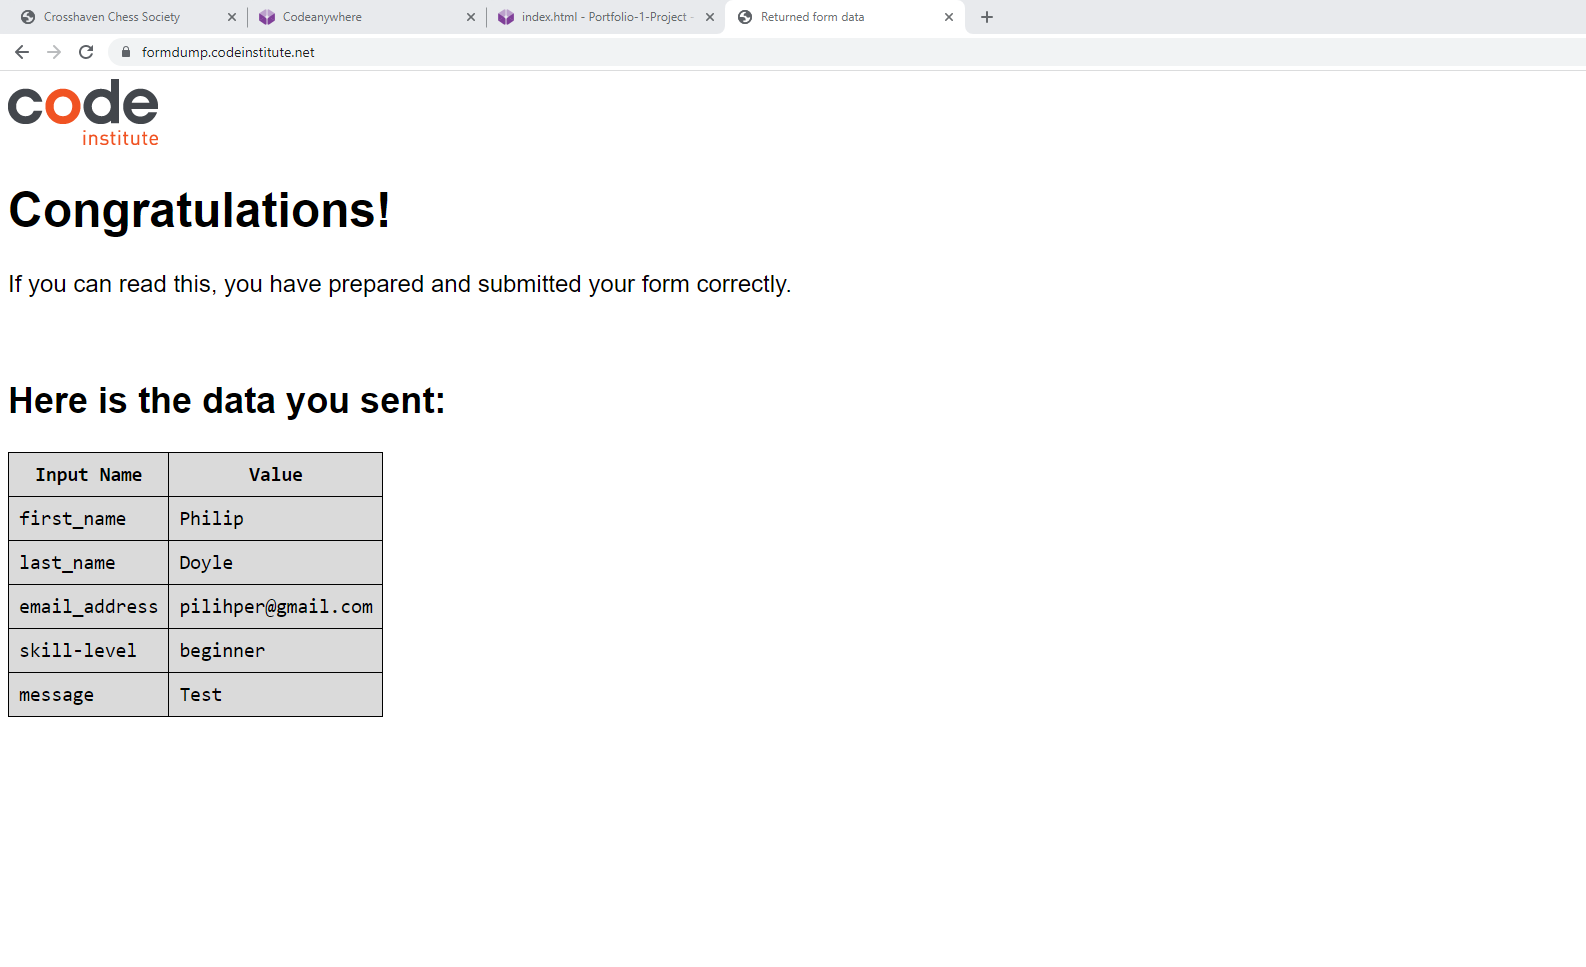 Crosshaven Chess Society
Codeanywhere
index.html - Portfolio-1-Project -
Returned form data
formdump.codeinstitute.net
code
institute
Congratulations!
If you can read this, you have prepared and submitted your form correctly.
Here is the data you sent:
Input Name Value
first_name Philip
last_name Doyle
email_address pilihper@gmail.com
skill-level beginner
message Test